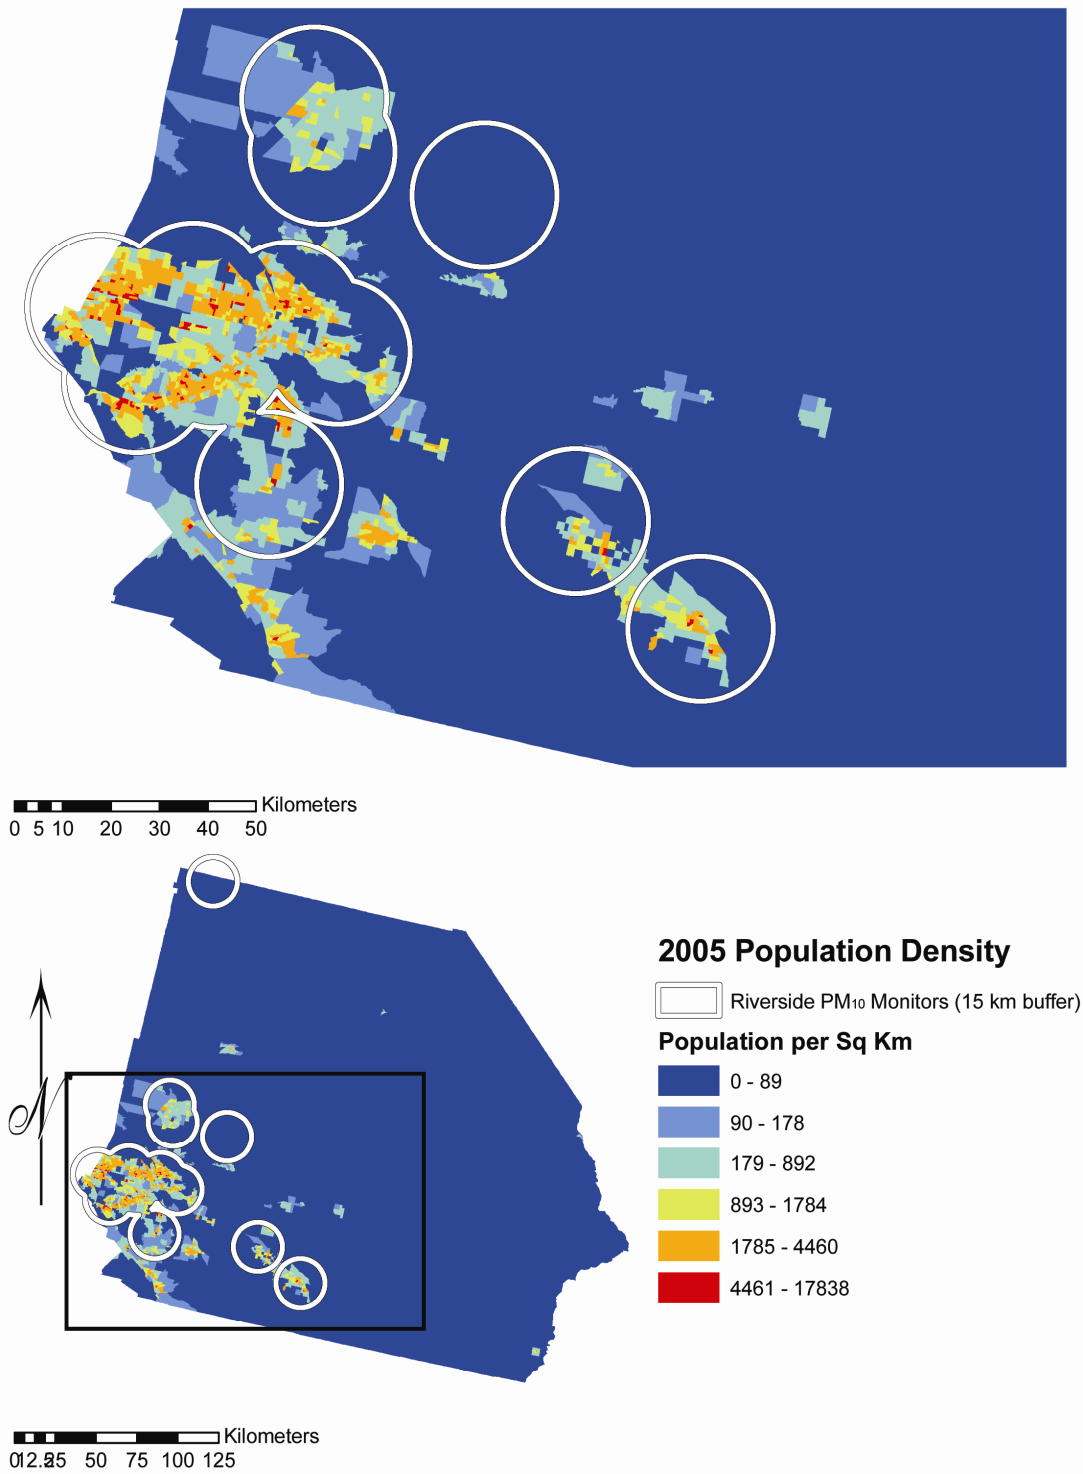 Kilometers
0 5 10 20 30 40 50
2005 Population Density
Riverside PM10 Monitors (15 km buffer)
Population per Sq Km
0 - 89
90 - 178
179 - 892
893 - 1784
1785 - 4460
4461 - 17838
N
Kilometers
012.525 50 75 100 125